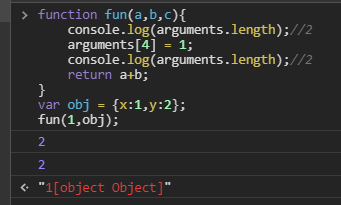 > function fun(a,b,c){
console.log(arguments.length);//2
arguments[4] = 1;
console.log(arguments.length);//2
return a+b;
}
var obj = {x:1,y:2};
fun(1,obj);
2
2
"1[object Object]"